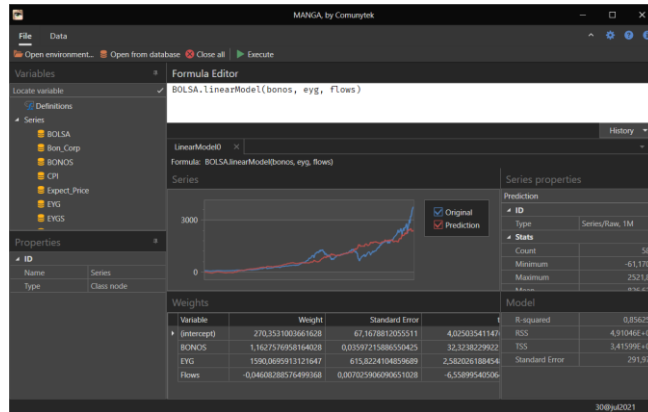 MANGA, by Comunytek
File Data
Open environment... Open from database Close all Execute
Variables
Locate variable
Definitions
Series
BOLSA
Bon_Corp
BONOS
CPI
Expect_Price
EYG
EYGS
Properties
ID
Name Series
Type Class node
Formula Editor
BOLSA.linearModel(bonos, eyg, flows)
History
LinearModel0
Formula: BOLSA.linearModel(bonos, eyg, flows)
Series
3000
0
Original
Prediction
Series properties
Prediction
ID
Type Series/Raw, 1M
Stats
Count
Minimum -61,170
Maximum 2521,8
Weights
Variable Weight Standard Error t
(intercept) 270,3531003661628 67,1678812055511 4,02503541147
BONOS 1,1627576958164028 0,03597215886550425 32,3238229922
EYG 1590,0695913121647 615,8224104859689 2,582026188454
Flows -0,04608288576499368 0,007025906090651028 -6,55899540506
Model
R-squared 0,85625
RSS 4,91046E+
TSS 3,41599E+
Standard Error 291,97
30@jul2021